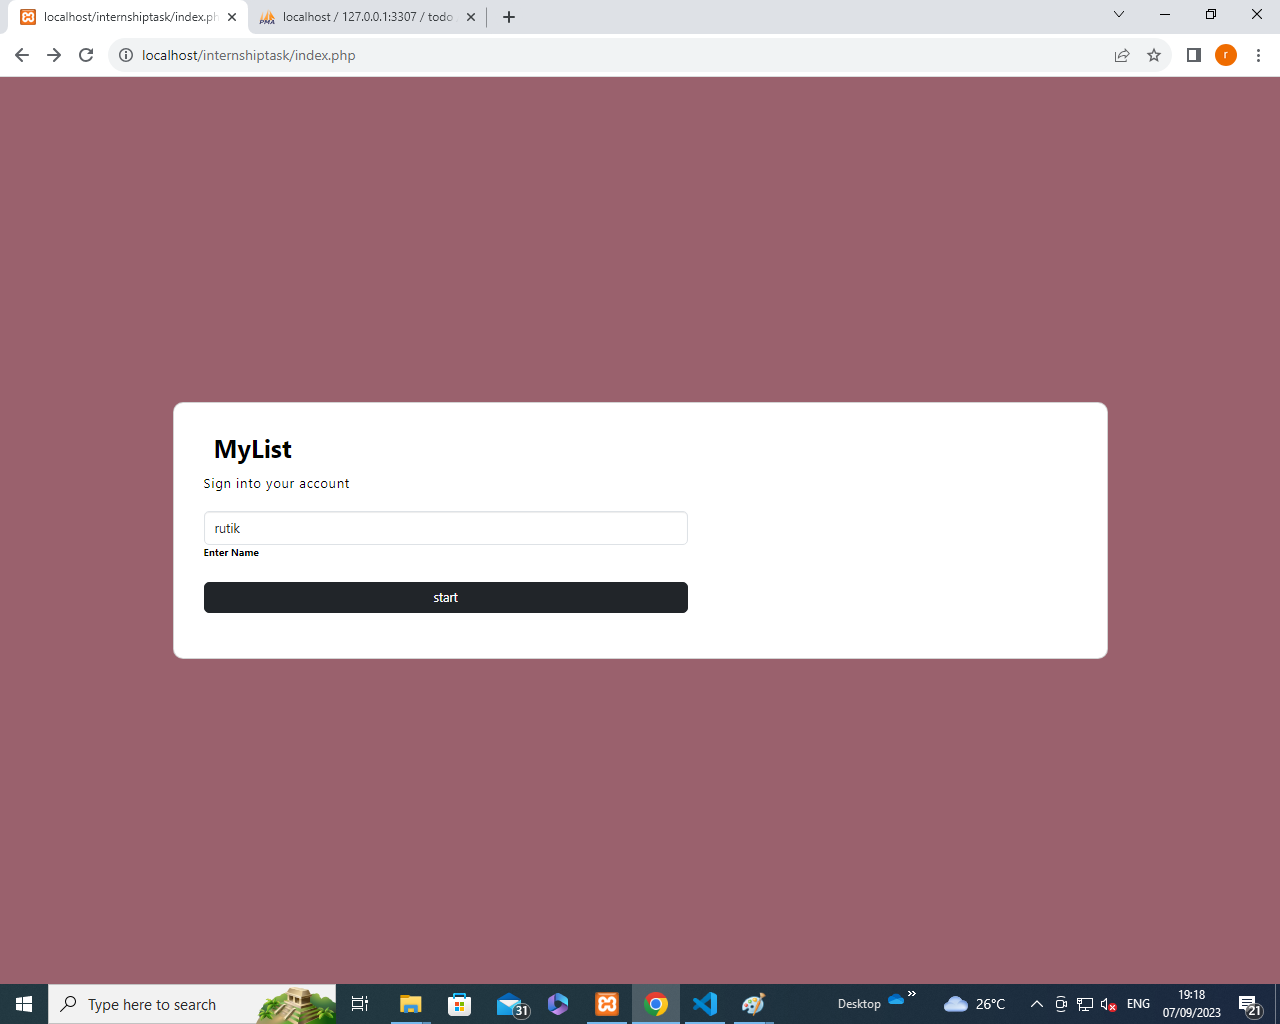 localhost/internshiptask/index.ph
localhost / 127.0.0.1:3307 / todo
localhost/internshiptask/index.php
r
MyList
Sign into your account
rutik
Enter Name
start
Type here to search
31
Desktop
26°C
ENG
19:18
07/09/2023
21